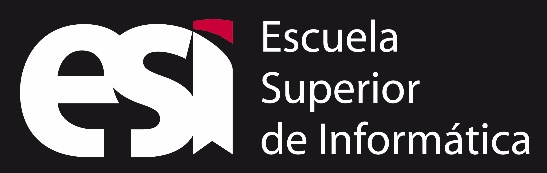 esi
Escuela
Superior
de Informática